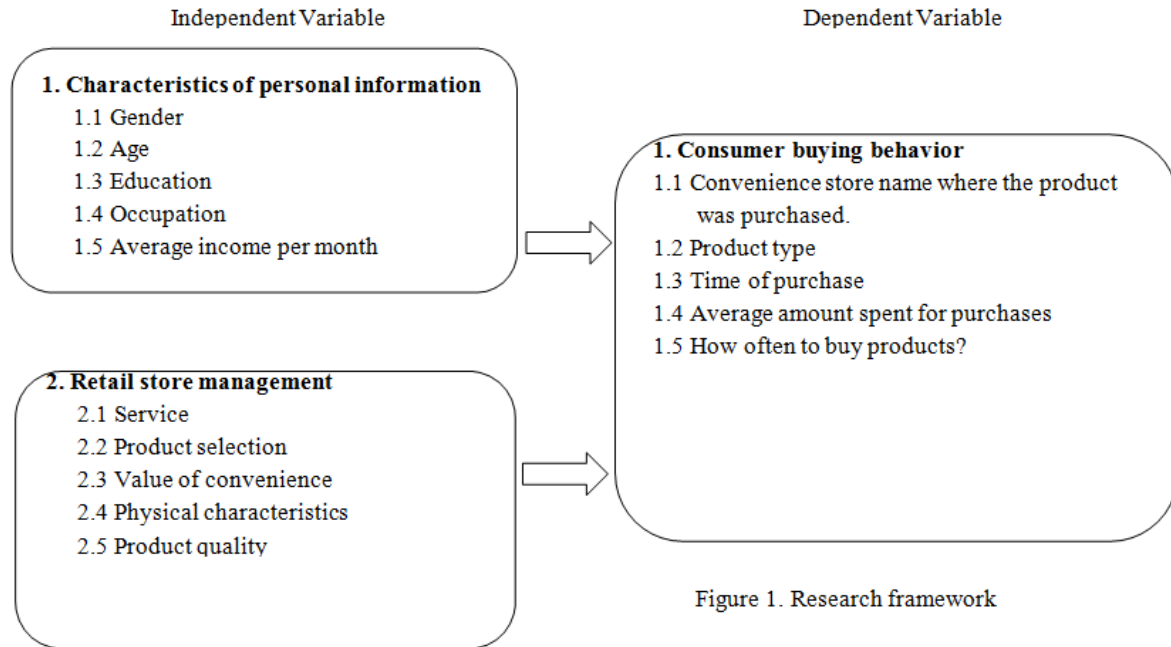 Independent Variable
Dependent Variable
1. Characteristics of personal information
1.1 Gender
1.2 Age
1.3 Education
1.4 Occupation
1.5 Average income per month
2. Retail store management
2.1 Service
2.2 Product selection
2.3 Value of convenience
2.4 Physical characteristics
2.5 Product quality
1. Consumer buying behavior
1.1 Convenience store name where the product
was purchased.
1.2 Product type
1.3 Time of purchase
1.4 Average amount spent for purchases
1.5 How often to buy products?
Figure 1. Research framework